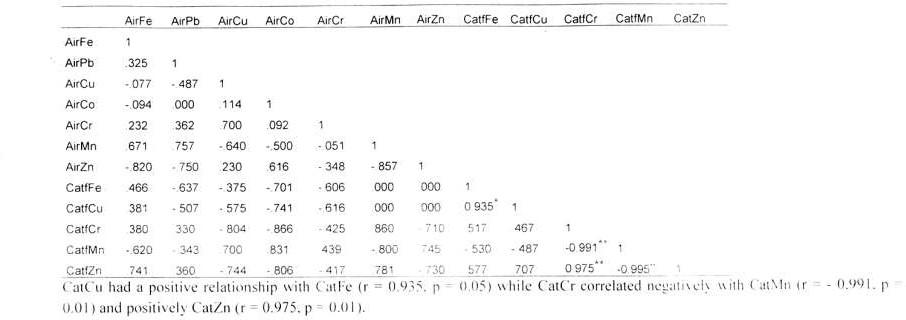 AirFe AirPb AirCu AirCo AirCr AirMn AirZn CatfFe CatfCu CatfCr CatfMn CatZn
AirFe 1
AirPb .325 1
AirCu -.077 -.487 1
AirCo -.094 .000 .114 1
AirCr .232 .362 .700 .092 1
AirMn .671 .757 -.640 -.500 -.051 1
AirZn -.820 -.750 .230 .616 -.348 -.857 1
CatfFe .466 -.637 -.375 -.701 -.606 000 000 1
CatfCu 381 -.507 -.575 -.741 -.616 000 000 0 935* 1
CatfCr 380 330 -.804 -.866 -.425 860 -.710 517 467 1
CatfMn -.620 -.343 .700 .831 439 -.800 745 -.530 -.487 -0.991** 1
CatfZn 741 360 -.744 -.806 -.417 781 -.730 577 707 0 975** -0.995** 1
CatCu had a positive relationship with CatFe (r = 0.935, p = 0.05) while CatCr correlated negatively with CatMn (r = - 0.991, p =
0.01) and positively CatZn (r = 0.975, p = 0.01).